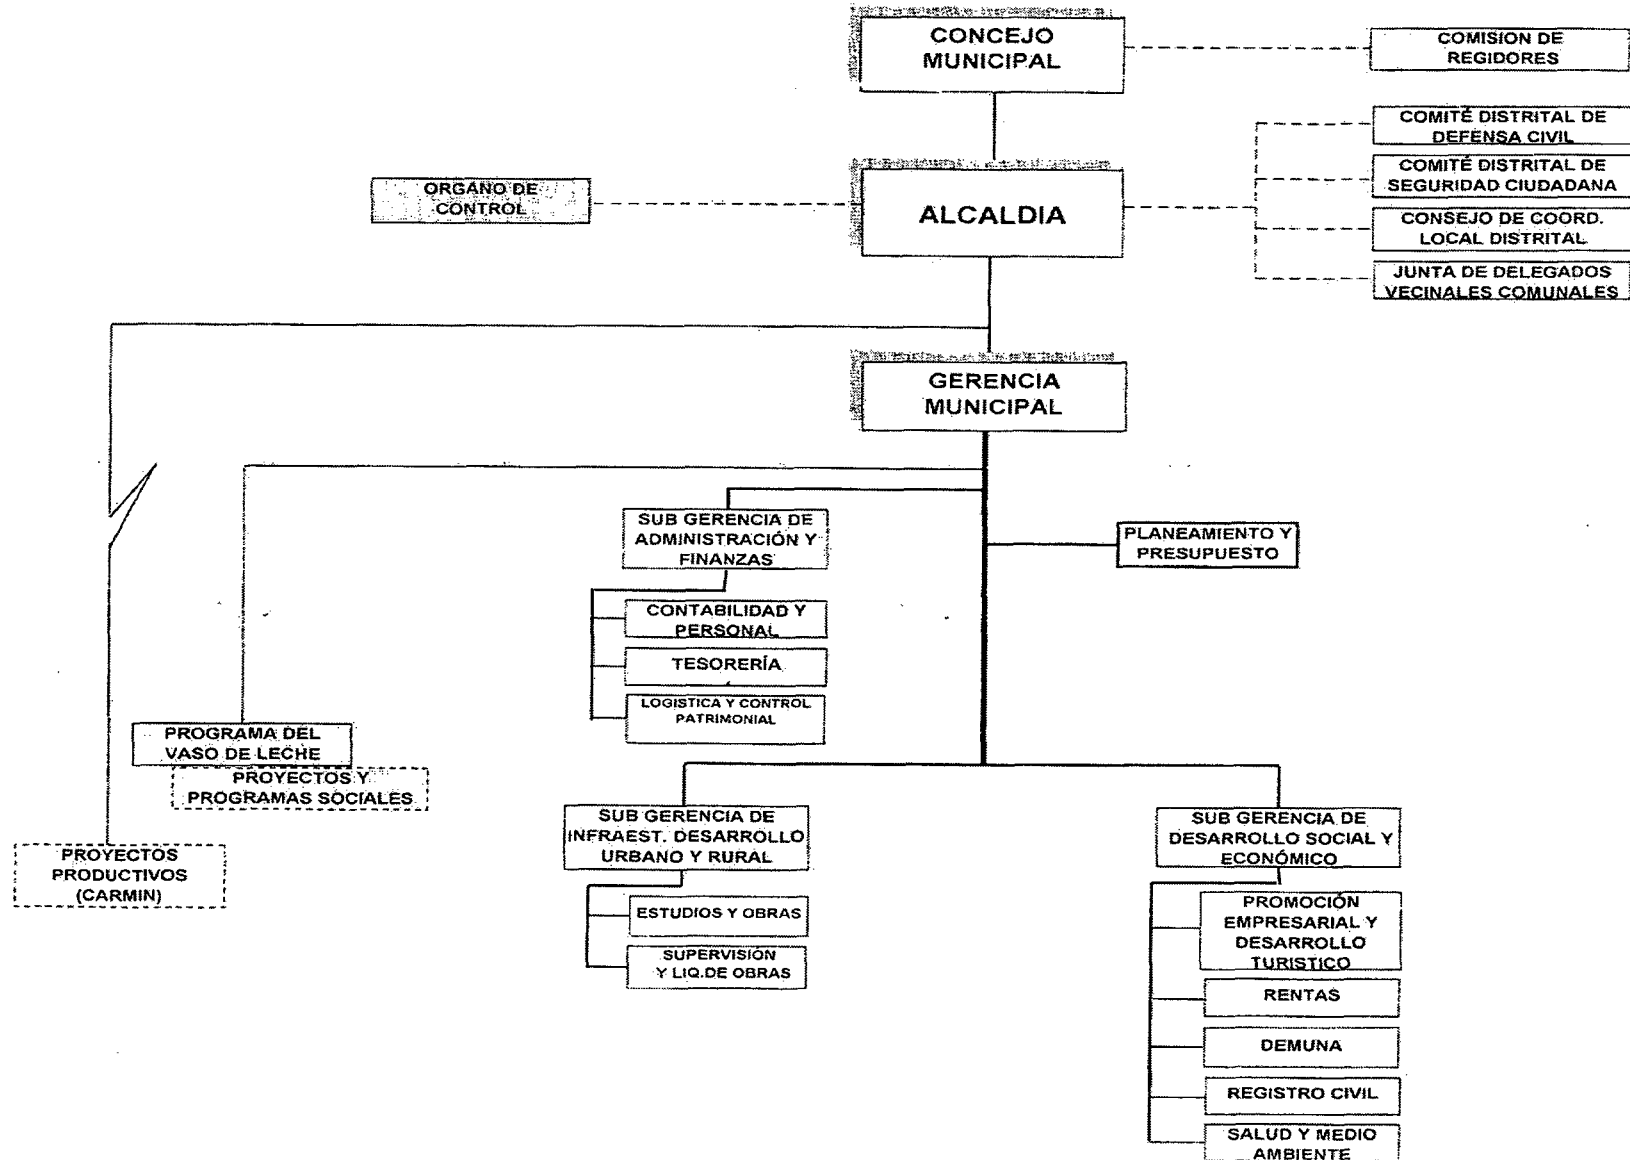 CONCEJO
MUNICIPAL
COMISION DE
REGIDORES
COMITÉ DISTRITAL DE
DEFENSA CIVIL
COMITÉ DISTRITAL DE
SEGURIDAD CIUDADANA
CONSEJO DE COORD.
LOCAL DISTRITAL
JUNTA DE DELEGADOS
VECINALES COMUNALES
ORGANO DE
CONTROL
ALCALDIA
GERENCIA
MUNICIPAL
SUB GERENCIA DE
ADMINISTRACIÓN Y
FINANZAS
PLANEAMIENTO Y
PRESUPUESTO
CONTABILIDAD Y
PERSONAL
TESORERÍA
LOGISTICA Y CONTROL
PATRIMONIAL
PROGRAMA DEL
VASO DE LECHE
PROYECTOS Y
PROGRAMAS SOCIALES
PROYECTOS
PRODUCTIVOS
(CARMIN)
SUB GERENCIA DE
INFRAEST. DESARROLLO
URBANO Y RURAL
ESTUDIOS Y OBRAS
SUPERVISIÓN
Y LIQ.DE OBRAS
SUB GERENCIA DE
DESARROLLO SOCIAL Y
ECONÓMICO
PROMOCIÓN
EMPRESARIAL Y
DESARROLLO
TURISTICO
RENTAS
DEMUNA
REGISTRO CIVIL
SALUD Y MEDIO
AMBIENTE